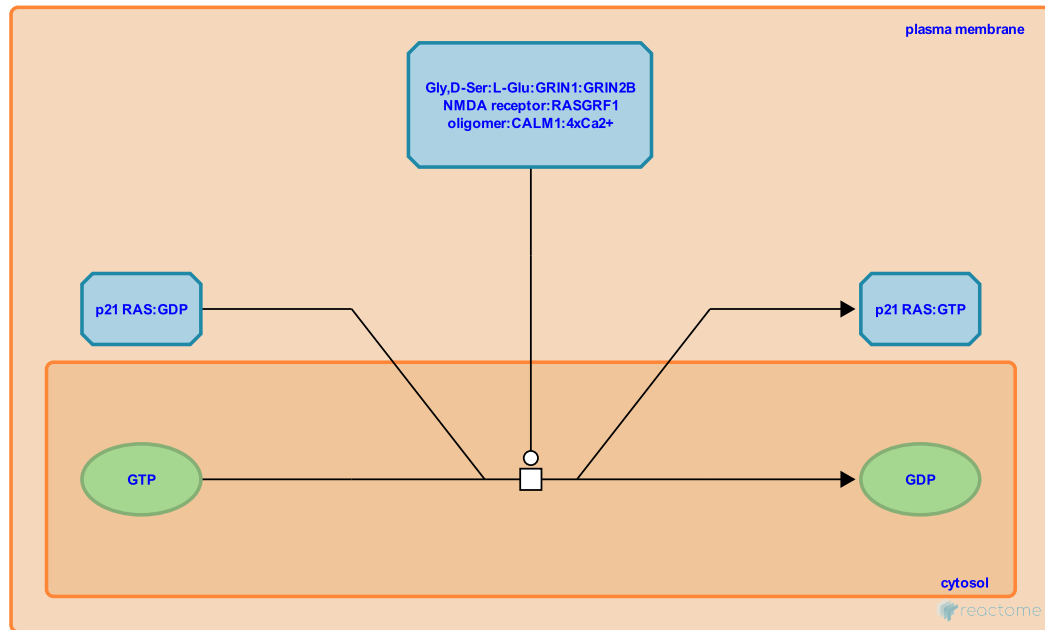 plasma membrane
Gly,D-Ser:L-Glu:GRIN1:GRIN2B
NMDA receptor:RASGRF1
oligomer:CALM1:4xCa2+
p21 RAS:GDP
p21 RAS:GTP
GTP
GDP
cytosol
reactome